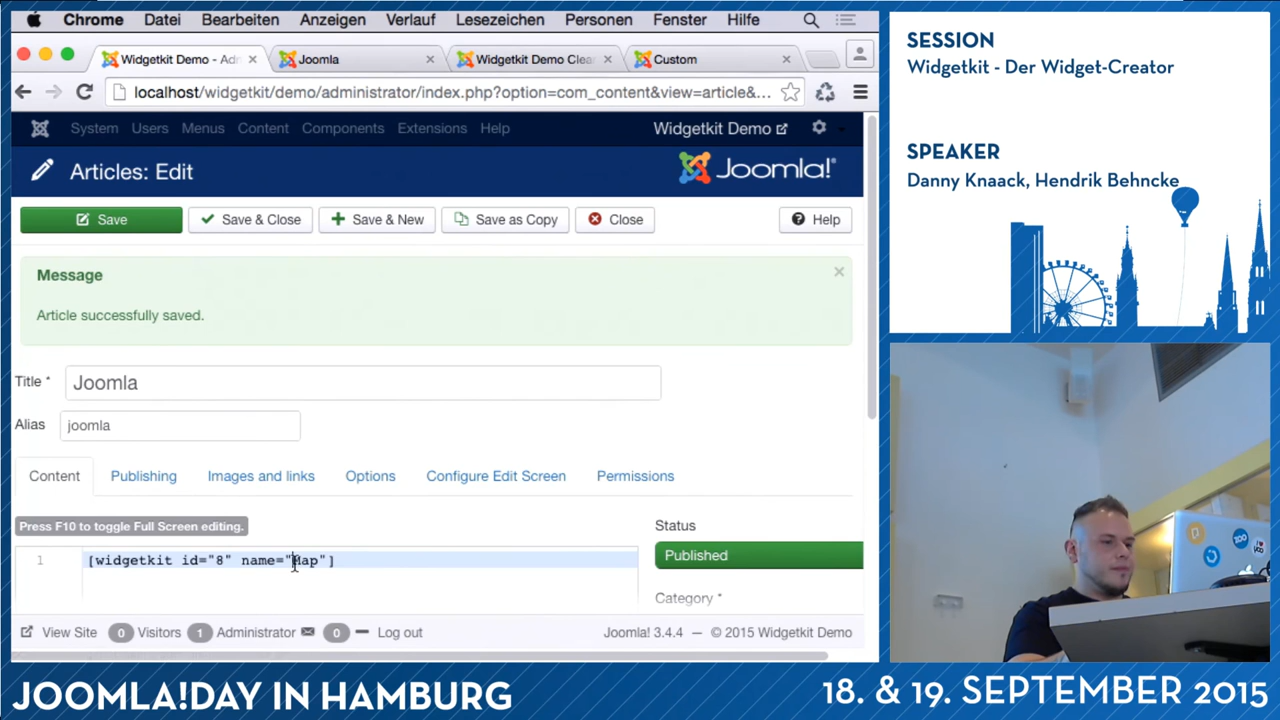 Chrome Datei Bearbeiten Anzeigen Verlauf Lesezeichen Personen Fenster Hilfe
Widgetkit Demo - Adm Joomla Widgetkit Demo Clea Custom
localhost/widgetkit/demo/administrator/index.php?option=com_content&view=article&...
System Users Menus Content Components Extensions Help Widgetkit Demo
Articles: Edit Joomla!®
Save Save & Close Save & New Save as Copy Close Help
Message ×
Article successfully saved.
Title * Joomla
Alias joomla
Content Publishing Images and links Options Configure Edit Screen Permissions
Press F10 to toggle Full Screen editing. Status
1 [widgetkit id="8" name="Map"] Published
Category *
View Site 0 Visitors 1 Administrator 0 Log out Joomla! 3.4.4 — © 2015 Widgetkit Demo
SESSION
Widgetkit - Der Widget-Creator
SPEAKER
Danny Knaack, Hendrik Behncke
ZOO
JOOMLA!DAY IN HAMBURG 18. & 19. SEPTEMBER 2015